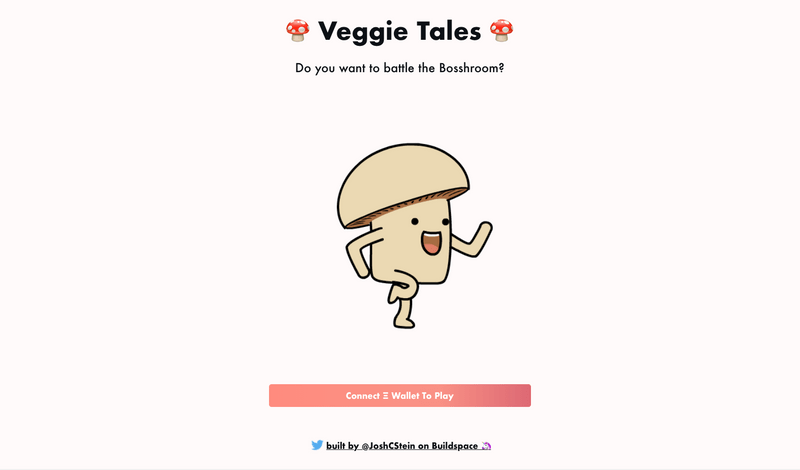 🍄 Veggie Tales 🍄
Do you want to battle the Bosshroom?
Connect Ξ Wallet To Play
built by @JoshCStein on Buildspace 🦄